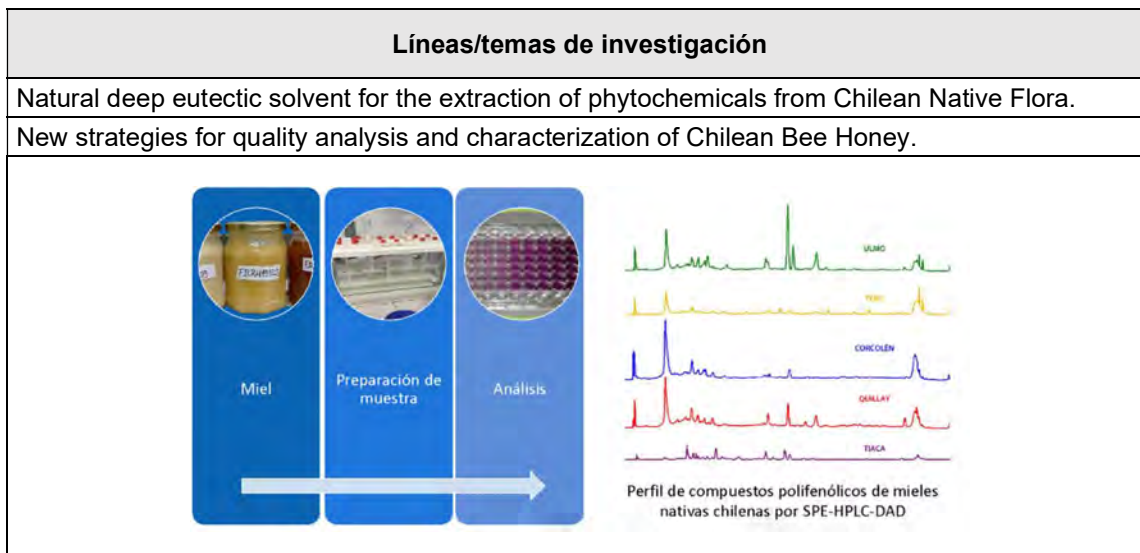 Líneas/temas de investigación
Natural deep eutectic solvent for the extraction of phytochemicals from Chilean Native Flora.
New strategies for quality analysis and characterization of Chilean Bee Honey.
Miel
Preparación de
muestra
Análisis
ULMO
CORCOLÉN
QUILLAY
TIACA
Perfil de compuestos polifenólicos de mieles
nativas chilenas por SPE-HPLC-DAD